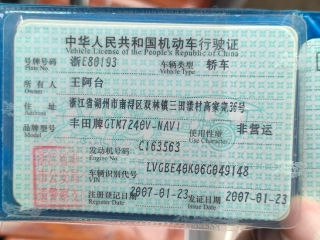 中华人民共和国机动车行驶证
Vehicle License of the People's Republic of China
号牌号码 浙E80193 车辆类型 轿车
Plate No. Vehicle Type
所有人 王阿台
Owner
住址 浙江省湖州市南浔区双林镇三田漾村高家兜36号
Address
品牌型号 丰田牌GTM7240V-NAVI 使用性质 非营运
Model Use Character
发动机号码 C163563
Engine No.
车辆识别代号 LVGBE40K06G049148
VIN
注册登记日期 2007-01-23 发证日期 2007-01-23
Register Date Issue Date